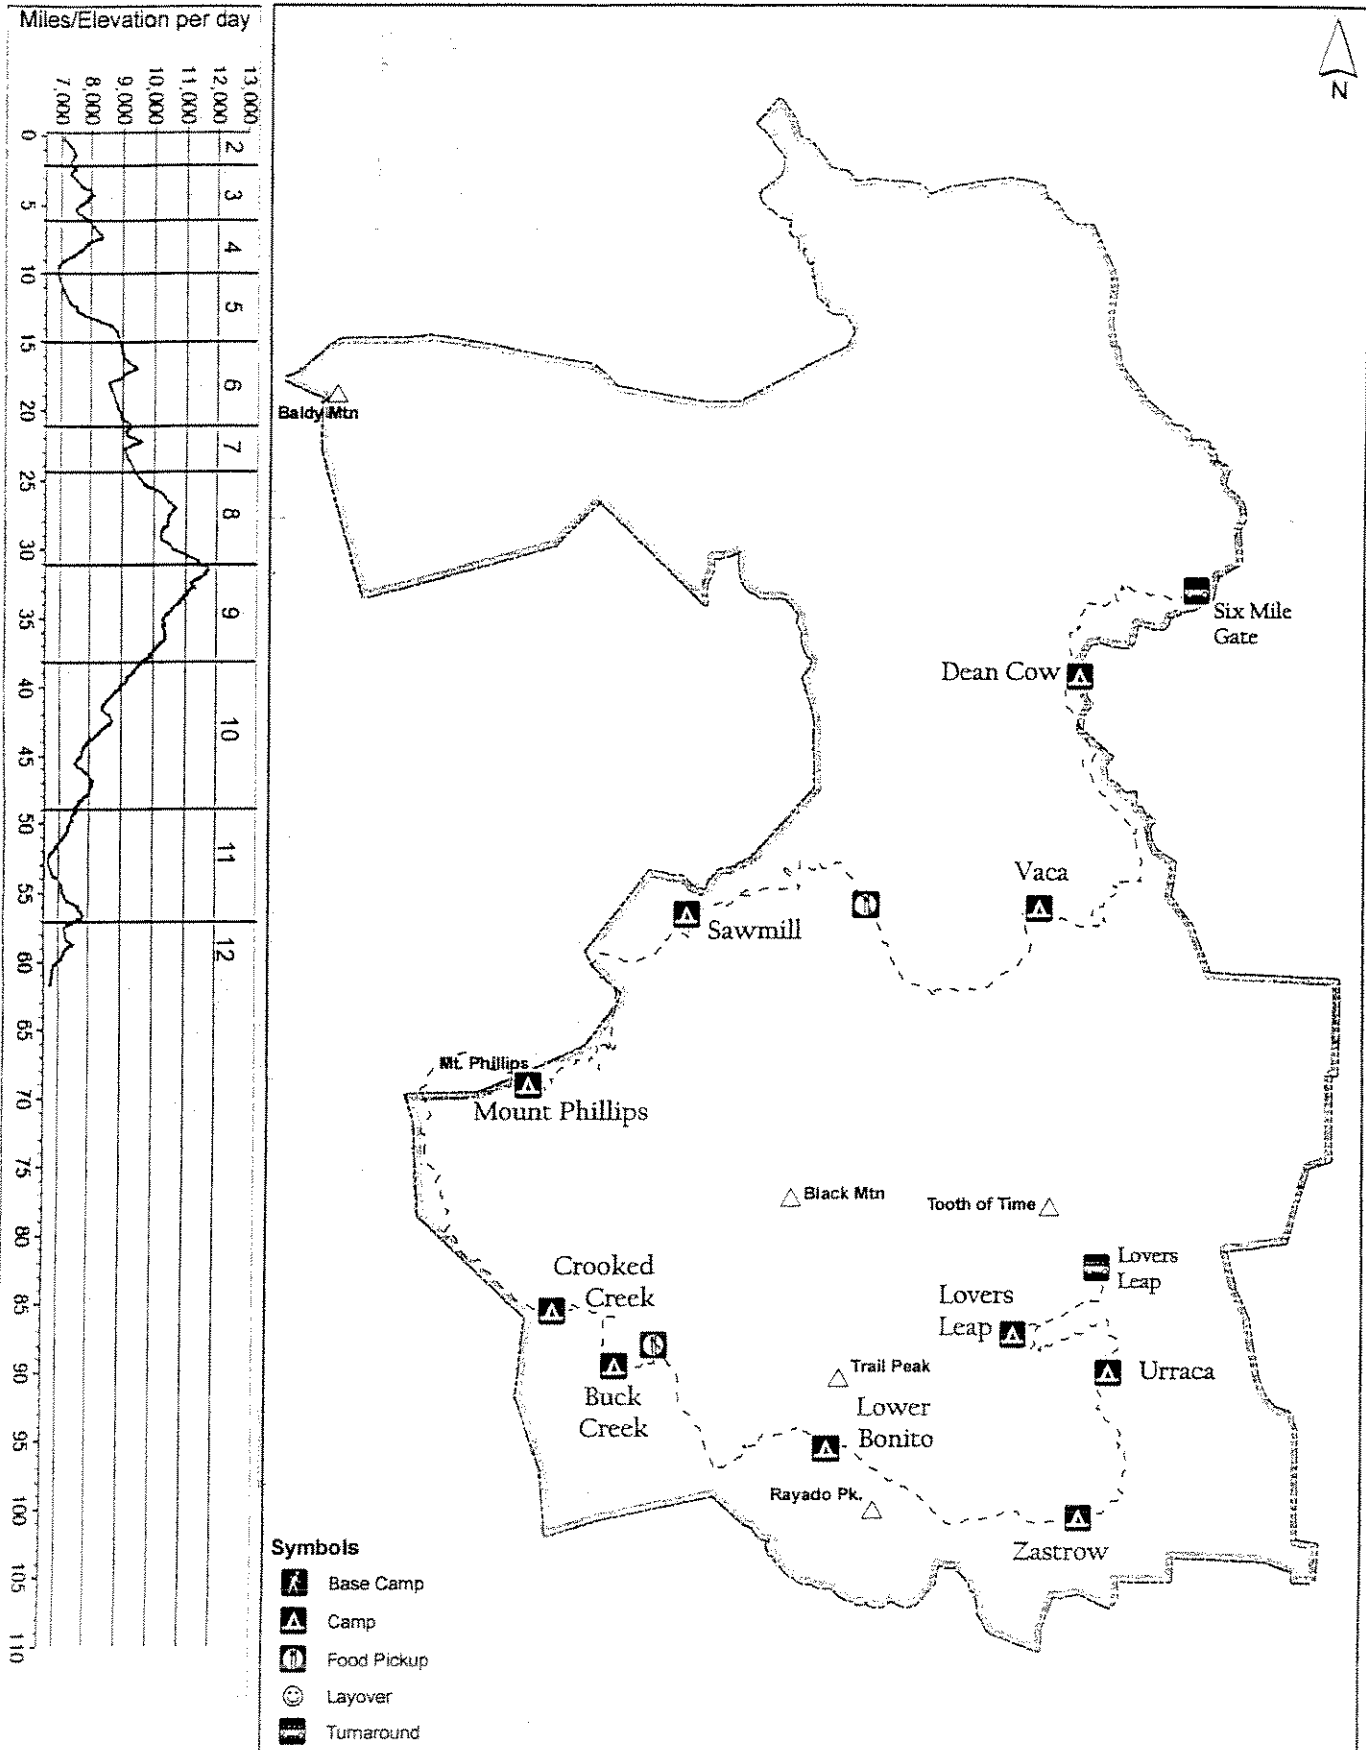 Miles/Elevation per day
13,000
12,000
11,000
10,000
9,000
8,000
7,000
0
5
10
15
20
25
30
35
40
45
50
55
60
65
70
75
80
85
90
95
100
105
110
2
3
4
5
6
7
8
9
10
11
12
N
Baldy Mtn
Six Mile
Gate
Dean Cow
Vaca
Sawmill
Mt. Phillips
Mount Phillips
Black Mtn
Tooth of Time
Crooked
Creek
Lovers
Leap
Lovers
Leap
Trail Peak
Urraca
Buck
Creek
Lower
Bonito
Rayado Pk.
Zastrow
Symbols
Base Camp
Camp
Food Pickup
Layover
Turnaround